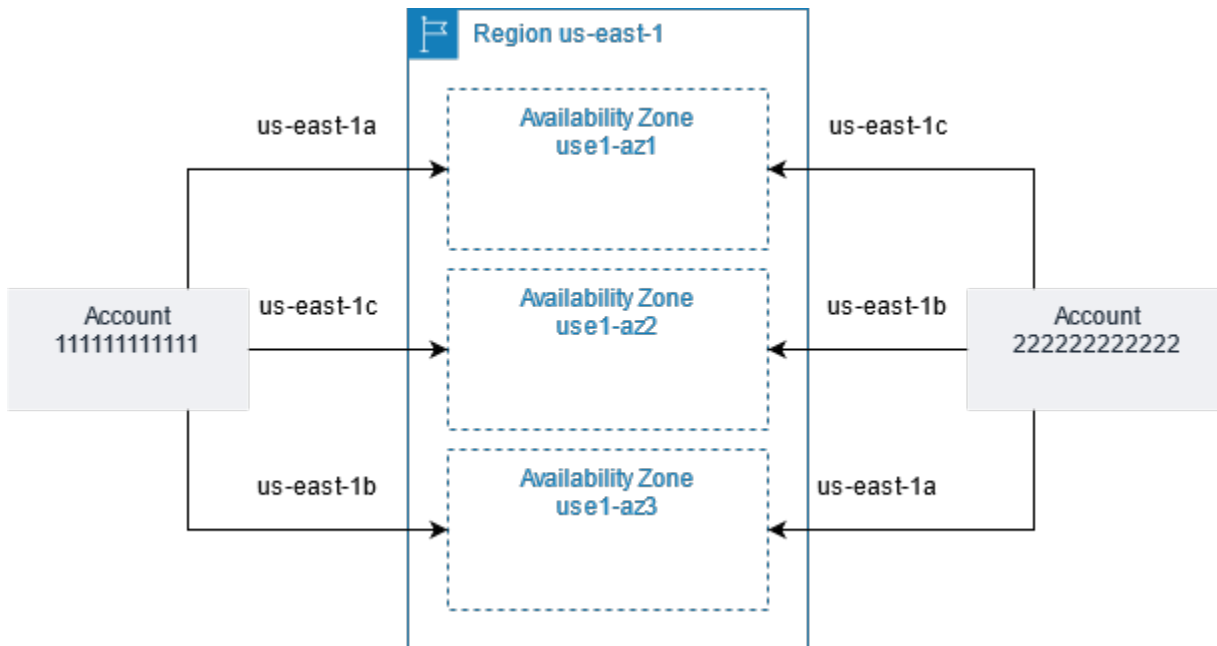 Region us-east-1
us-east-1a
Availability Zone
use1-az1
us-east-1c
Account
111111111111
us-east-1c
Availability Zone
use1-az2
us-east-1b
Account
222222222222
us-east-1b
Availability Zone
use1-az3
us-east-1a